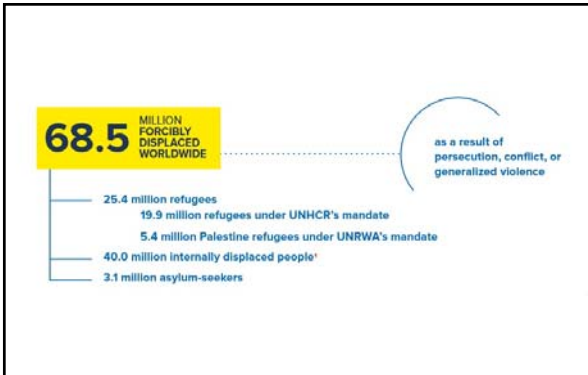 68.5 MILLION
FORCIBLY
DISPLACED
WORLDWIDE
as a result of
persecution, conflict, or
generalized violence
25.4 million refugees
19.9 million refugees under UNHCR's mandate
5.4 million Palestine refugees under UNRWA's mandate
40.0 million internally displaced people¹
3.1 million asylum-seekers